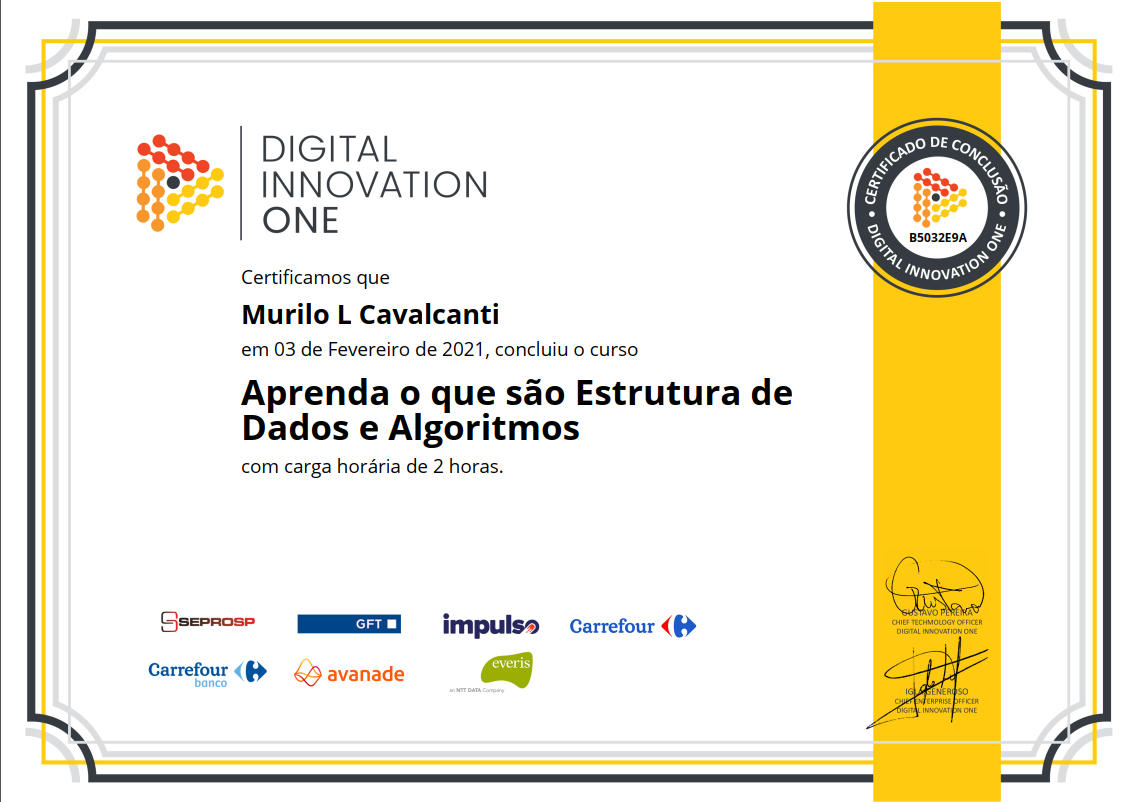 DIGITAL
INNOVATION
ONE
CERTIFICADO DE CONCLUSÃO
B5032E9A
• DIGITAL INNOVATION ONE •
Certificamos que
Murilo L Cavalcanti
em 03 de Fevereiro de 2021, concluiu o curso
Aprenda o que são Estrutura de
Dados e Algoritmos
com carga horária de 2 horas.
SEPROSP
GFT
impulso
Carrefour
Carrefour
banco
avanade
everis
an NTT DATA Company
GUSTAVO PEREIRA
CHIEF TECHNOLOGY OFFICER
DIGITAL INNOVATION ONE
IGLÁ GENEROSO
CHIEF ENTERPRISE OFFICER
DIGITAL INNOVATION ONE